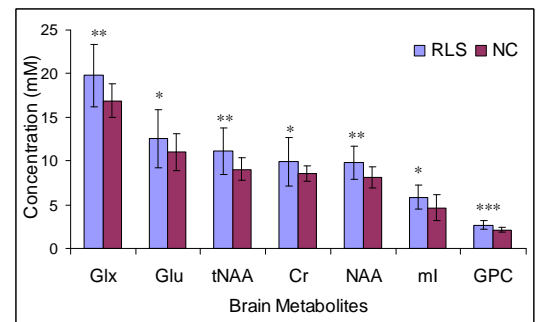 25
20
15
10
5
0
Concentration (mM)
RLS NC
** * ** * ** * ***
Glx Glu tNAA Cr NAA mI GPC
Brain Metabolites